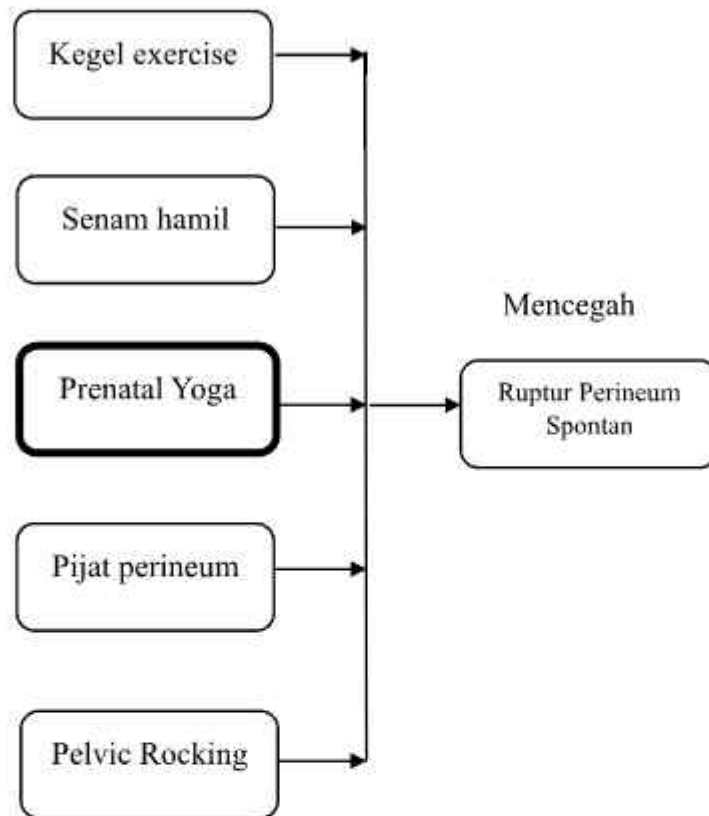 Kegel exercise
Senam hamil
Mencegah
Prenatal Yoga
Ruptur Perineum
Spontan
Pijat perineum
Pelvic Rocking